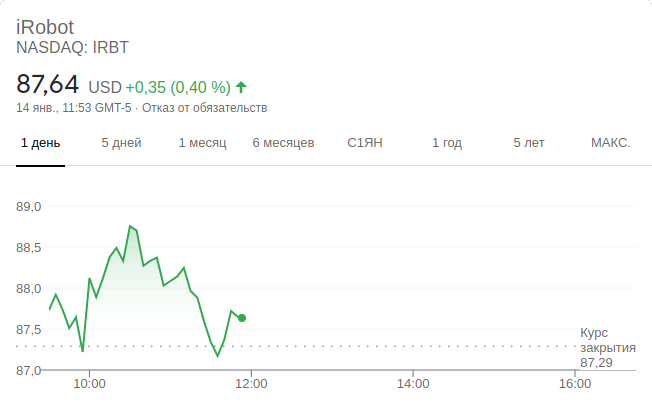 iRobot
NASDAQ: IRBT
87,64 USD +0,35 (0,40 %)
14 янв., 11:53 GMT-5 · Отказ от обязательств
1 день 5 дней 1 месяц 6 месяцев С1ЯН 1 год 5 лет МАКС.
89,0
88,5
88,0
87,5
87,0
Курс
закрытия
87,29
10:00 12:00 14:00 16:00